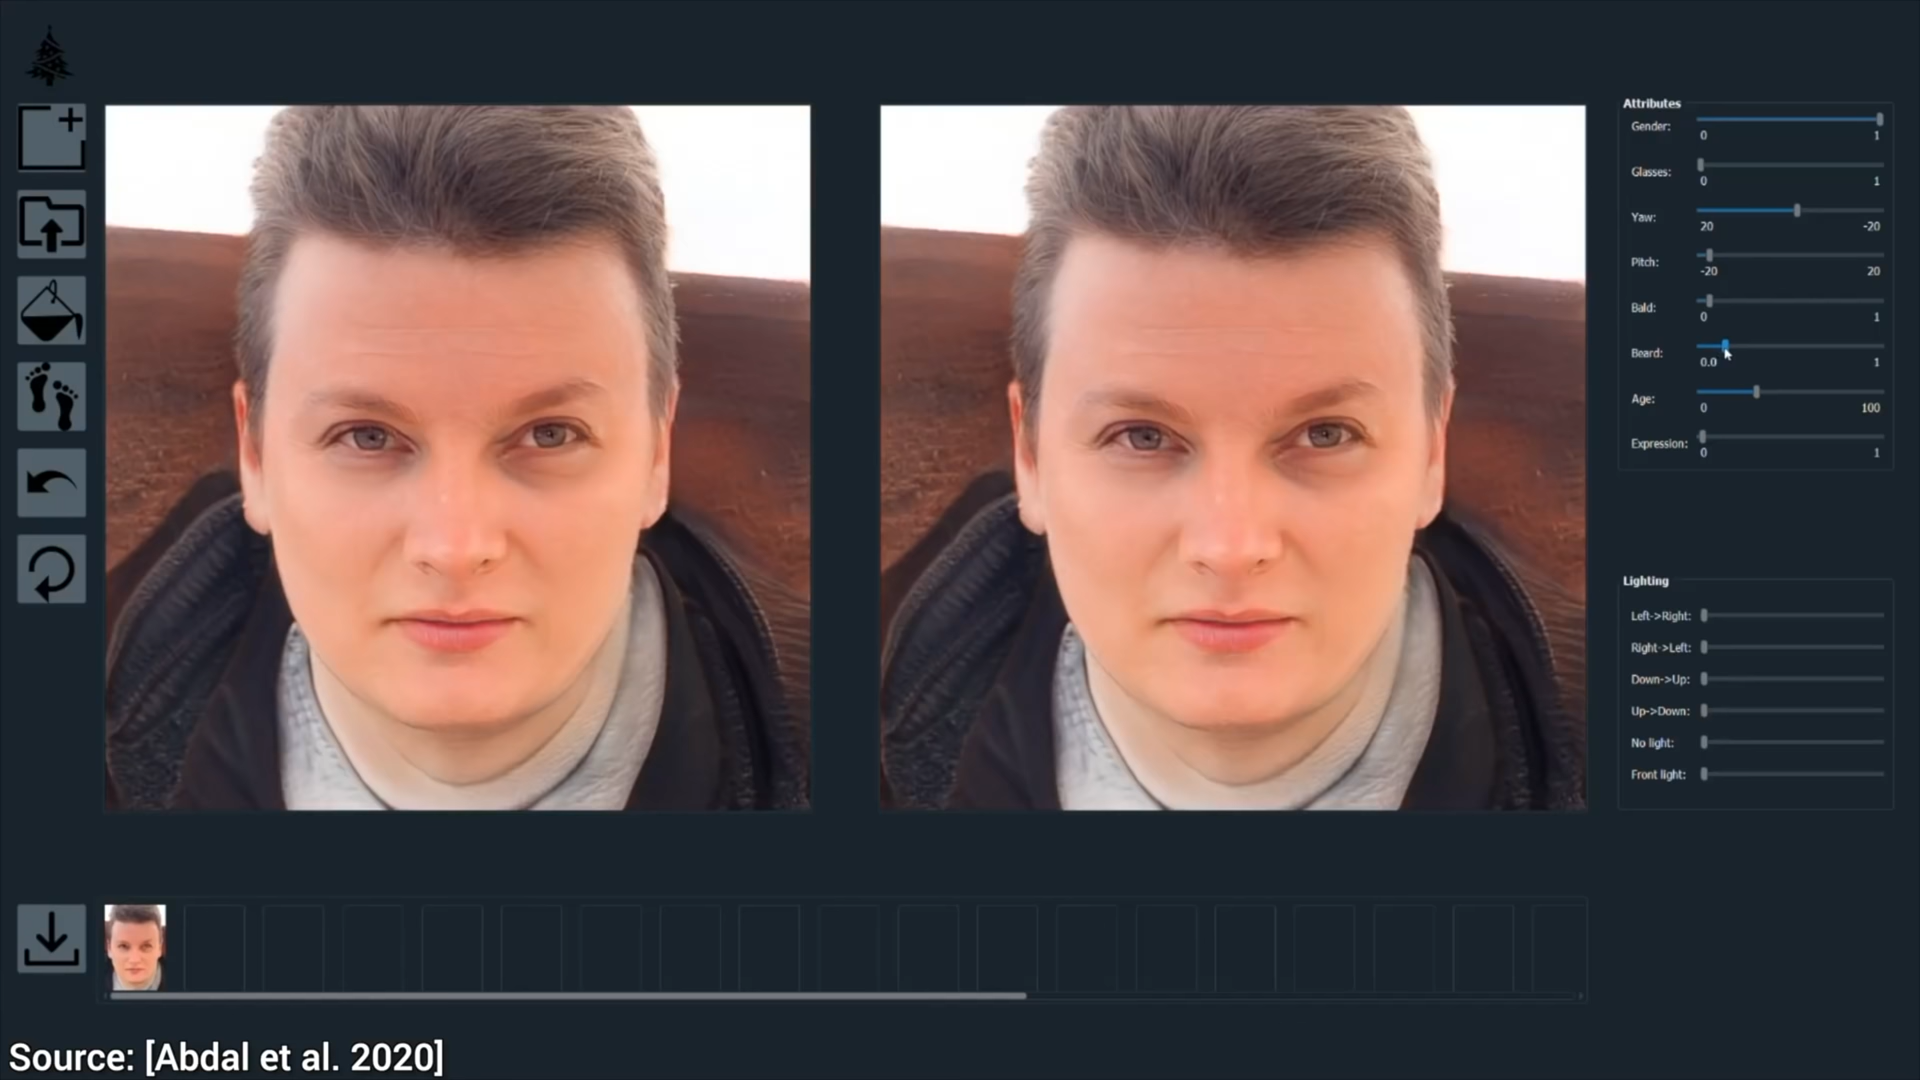 Attributes
Gender:
0 1
Glasses:
0 1
Yaw:
20 -20
Pitch:
-20 20
Bald:
0 1
Beard:
0.0 1
Age:
0 100
Expression:
0 1
Lighting
Left->Right:
Right->Left:
Down->Up:
Up->Down:
No light:
Front light:
Source: [Abdal et al. 2020]